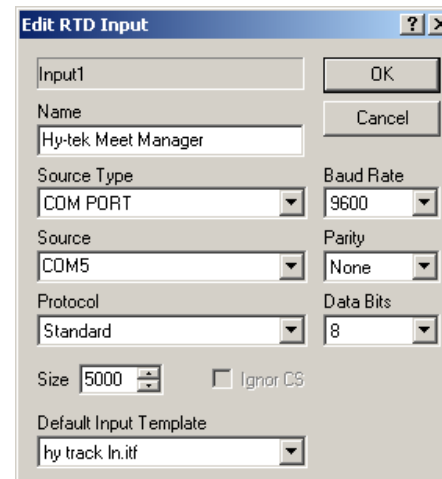 Edit RTD Input
?
Input1
OK
Name
Cancel
Hy-tek Meet Manager
Source Type
Baud Rate
COM PORT
9600
Source
Parity
COM5
None
Protocol
Data Bits
Standard
8
Size 5000 Ignor CS
Default Input Template
hy track In.itf